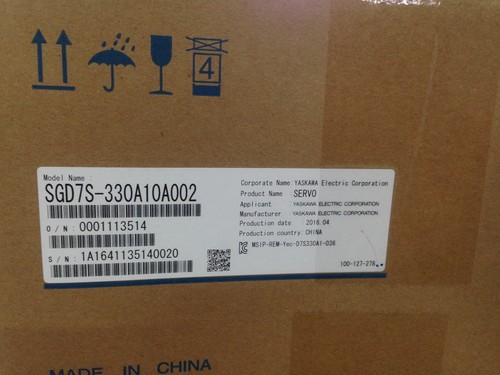 4
Model Name :
SGD7S-330A10A002
O / N : 0001113514
S / N : 1A1641135140020
Corporate Name : YASKAWA Electric Corporation
Product Name : SERVO
Applicant YASKAWA ELECTRIC CORPORATION
Manufacturer YASKAWA ELECTRIC CORPORATION
Production date 2016.04
Production country: CHINA
MSIP-REM-Yec-D7S330A1-036
100-127-276
MADE IN CHINA